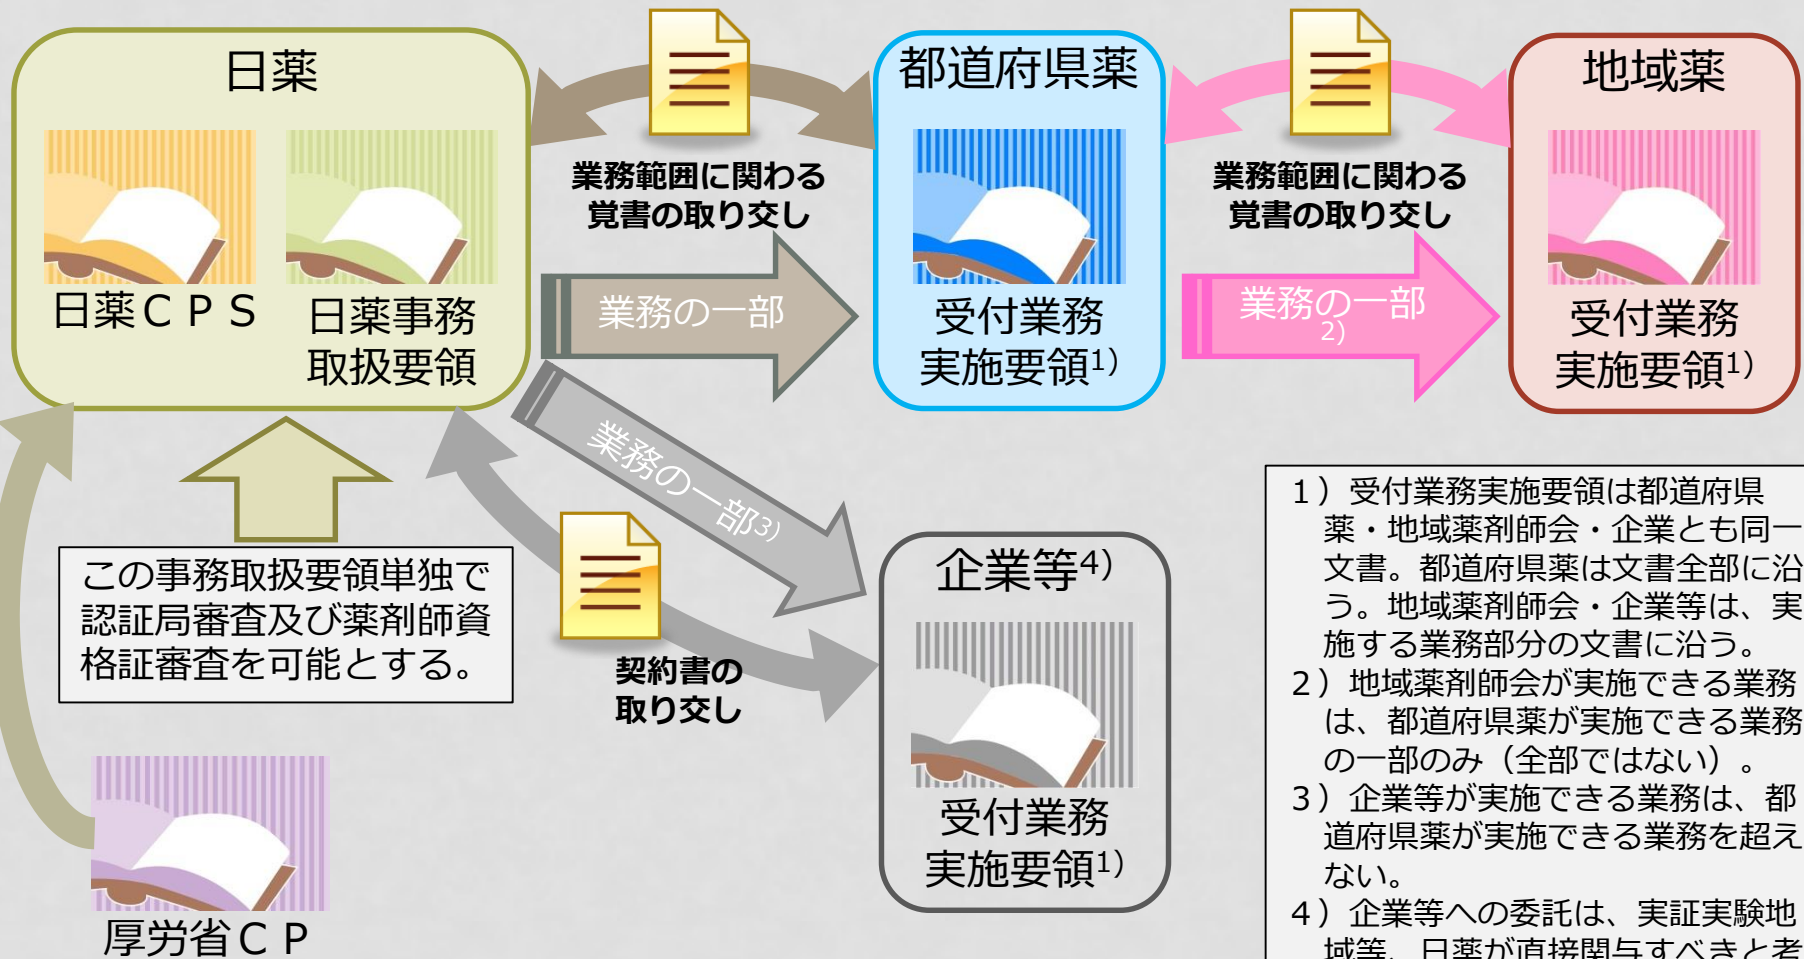 日薬
日薬ＣＰＳ
日薬事務
取扱要領
業務範囲に関わる
覚書の取り交し
業務の一部
都道府県薬
受付業務
実施要領1）
業務範囲に関わる
覚書の取り交し
業務の一部
2）
地域薬
受付業務
実施要領1）
この事務取扱要領単独で
認証局審査及び薬剤師資
格証審査を可能とする。
業務の一部3）
契約書の
取り交し
企業等4）
受付業務
実施要領1）
厚労省ＣＰ
１）受付業務実施要領は都道府県
薬・地域薬剤師会・企業とも同一
文書。都道府県薬は文書全部に沿
う。地域薬剤師会・企業等は、実
施する業務部分の文書に沿う。
２）地域薬剤師会が実施できる業務
は、都道府県薬が実施できる業務
の一部のみ（全部ではない）。
３）企業等が実施できる業務は、都
道府県薬が実施できる業務を超え
ない。
４）企業等への委託は、実証実験地
域等、日薬が直接関与すべきと考